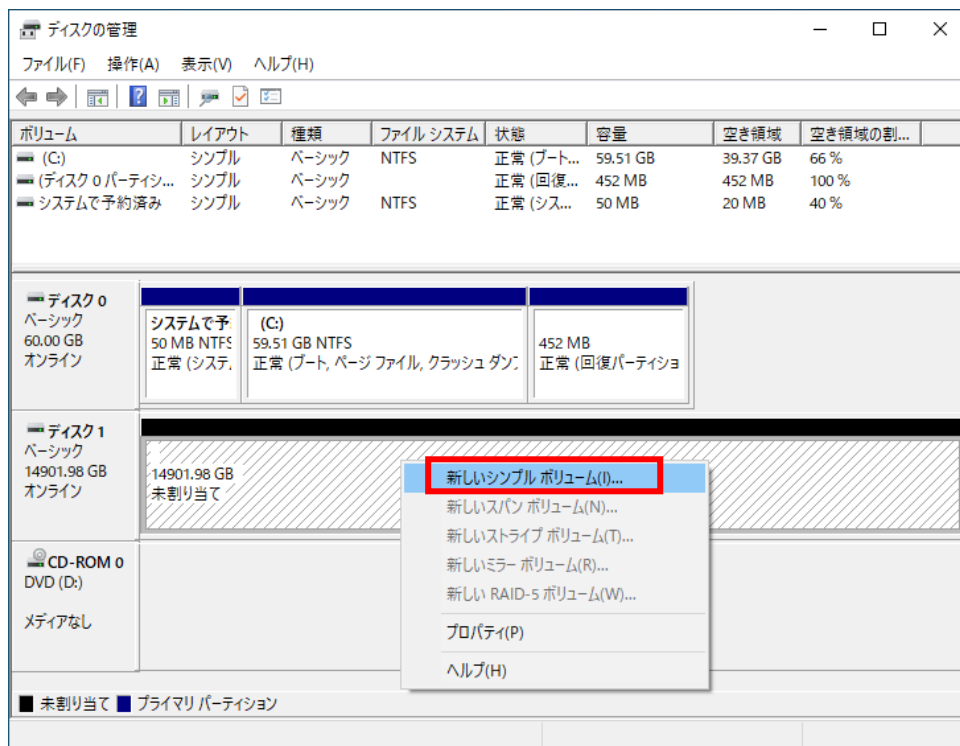 ディスクの管理
ファイル(F) 操作(A) 表示(V) ヘルプ(H)
ボリューム レイアウト 種類 ファイル システム 状態 容量 空き領域 空き領域の割...
(C:) シンプル ベーシック NTFS 正常 (ブート... 59.51 GB 39.37 GB 66 %
(ディスク 0 パーティシ... シンプル ベーシック 正常 (回復... 452 MB 452 MB 100 %
システムで予約済み シンプル ベーシック NTFS 正常 (シス... 50 MB 20 MB 40 %
ディスク 0
ベーシック
60.00 GB
オンライン
システムで予
50 MB NTFS
正常 (システ
(C:)
59.51 GB NTFS
正常 (ブート, ページ ファイル, クラッシュ ダン
452 MB
正常 (回復パーティショ
ディスク 1
ベーシック
14901.98 GB
オンライン
14901.98 GB
未割り当て
新しいシンプル ボリューム(I)...
新しいスパン ボリューム(N)...
新しいストライプ ボリューム(T)...
新しいミラー ボリューム(R)...
新しい RAID-5 ボリューム(W)...
プロパティ(P)
ヘルプ(H)
CD-ROM 0
DVD (D:)
メディアなし
未割り当て プライマリ パーティション